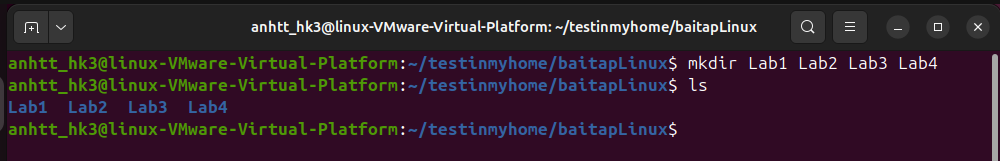 anhtt_hk3@linux-VMware-Virtual-Platform: ~/testinmyhome/baitapLinux
anhtt_hk3@linux-VMware-Virtual-Platform:~/testinmyhome/baitapLinux$ mkdir Lab1 Lab2 Lab3 Lab4
anhtt_hk3@linux-VMware-Virtual-Platform:~/testinmyhome/baitapLinux$ ls
Lab1  Lab2  Lab3  Lab4
anhtt_hk3@linux-VMware-Virtual-Platform:~/testinmyhome/baitapLinux$